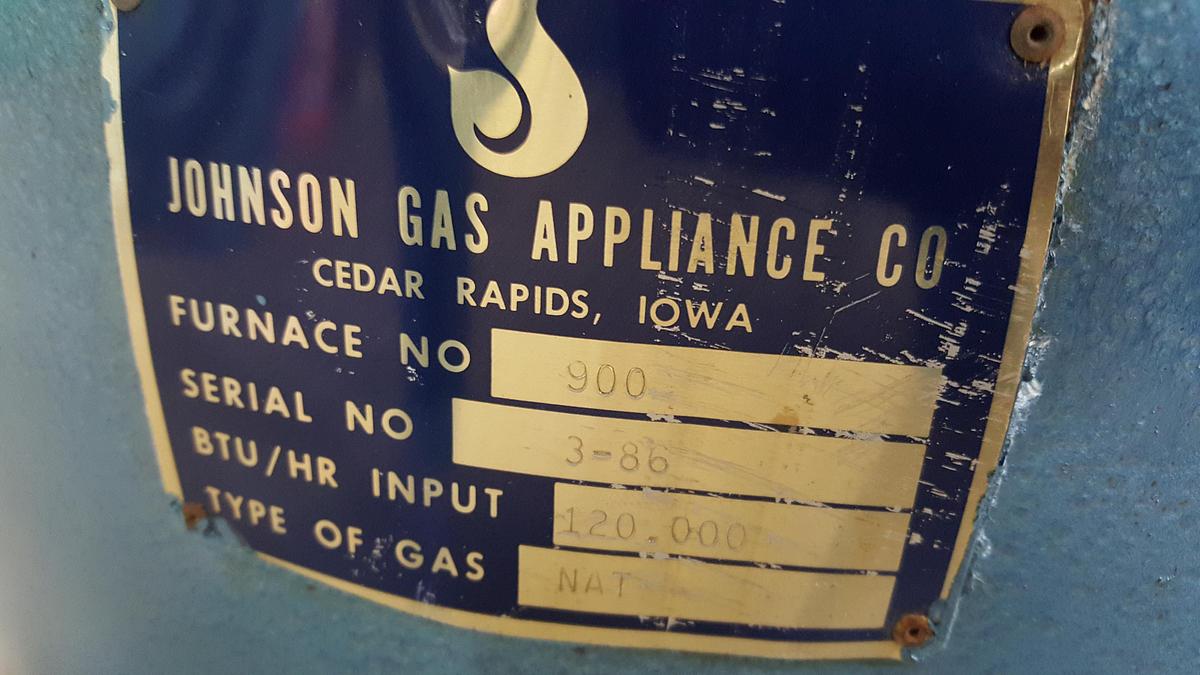 JOHNSON GAS APPLIANCE CO
CEDAR RAPIDS, IOWA
FURNACE NO 900
SERIAL NO 3-86
BTU/HR INPUT 120.000
TYPE OF GAS NAT